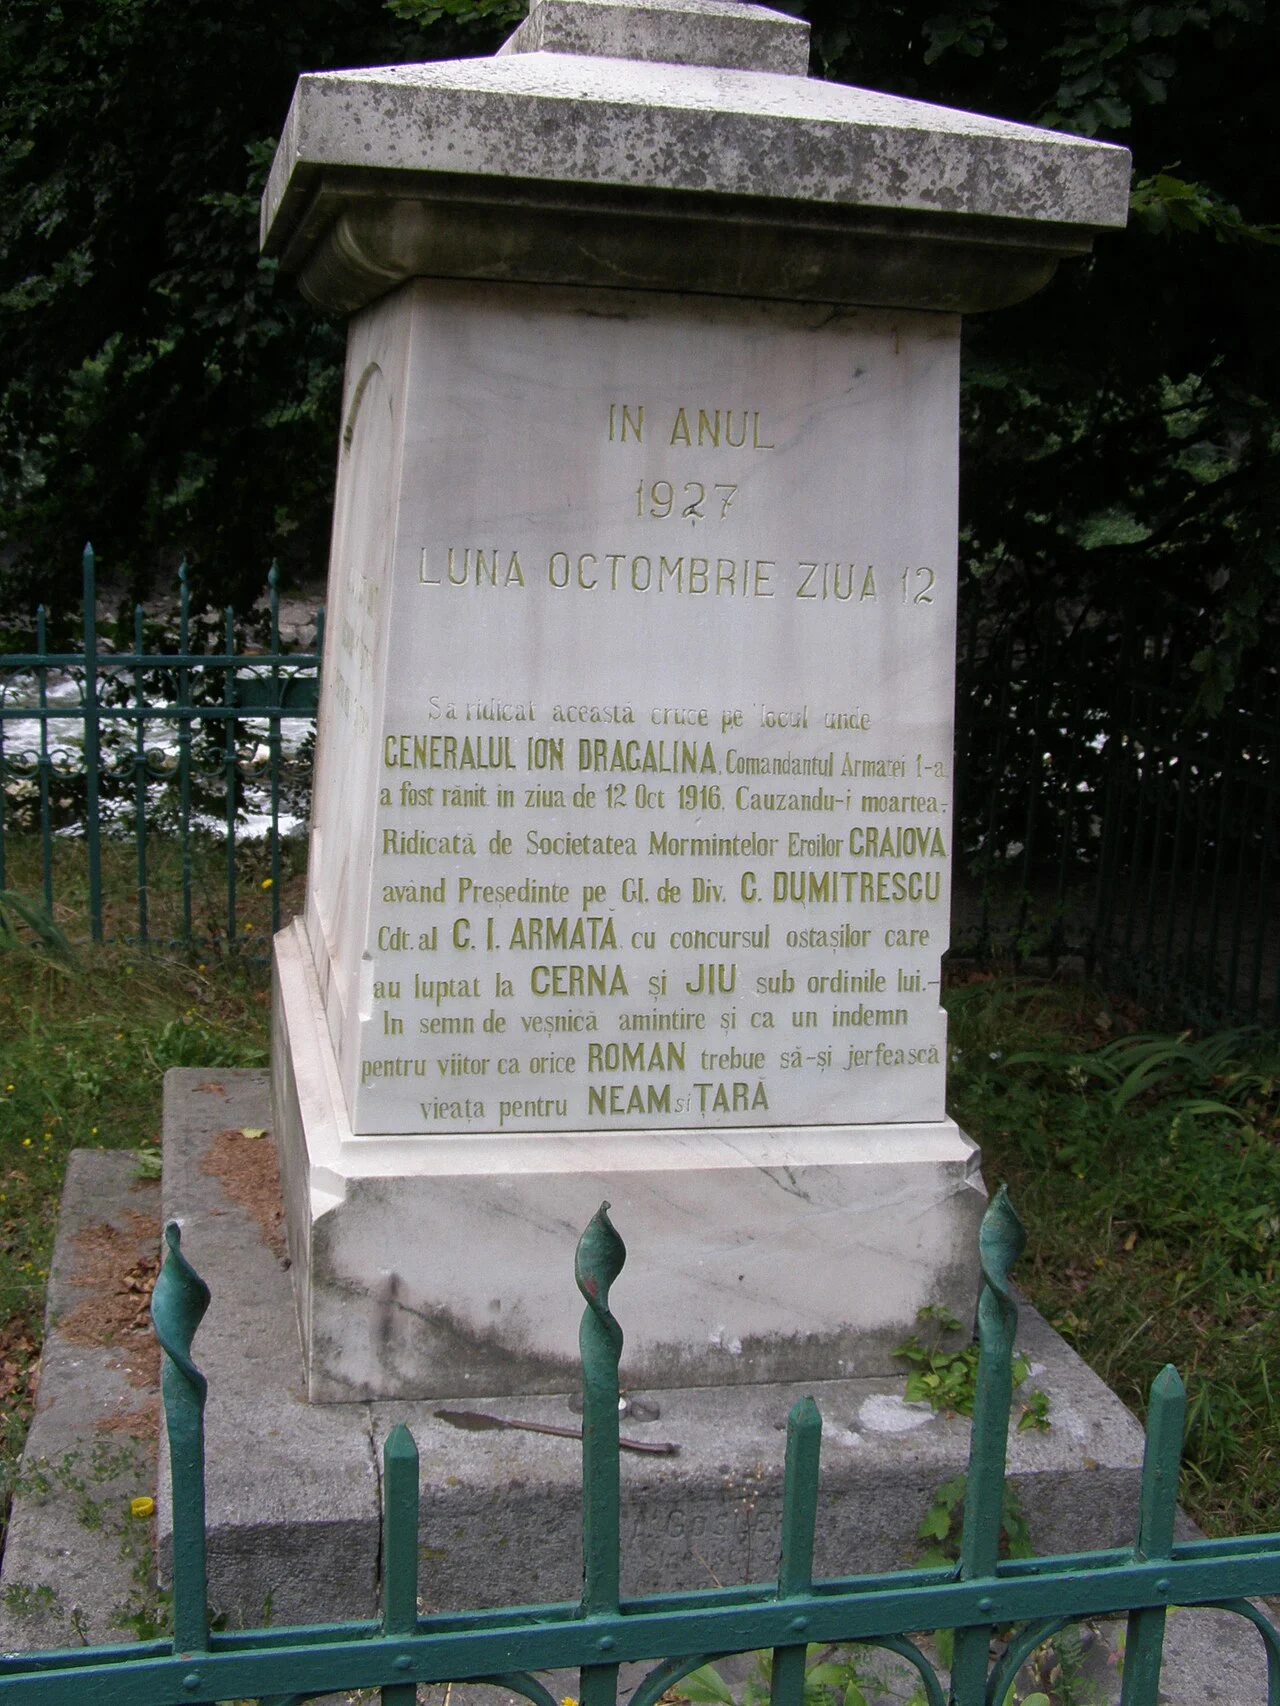 IN ANUL
1927
LUNA OCTOMBRIE ZIUA 12
Sa ridicat această cruce pe locul unde
GENERALUL ION DRAGALINA, Comandantul Armatei 1-a,
a fost rănit in ziua de 12 Oct 1916, Cauzandu-i moartea.-
Ridicată de Societatea Mormintelor Eroilor CRAIOVA
având Președinte pe Gl. de Div. C. DUMITRESCU
Cdt. al C. I. ARMATĂ cu concursul ostașilor care
au luptat la CERNA și JIU sub ordinile lui.-
In semn de veșnică amintire și ca un indemn
pentru viitor ca orice ROMAN trebue să-și jerfească
vieața pentru NEAM si ȚARĂ